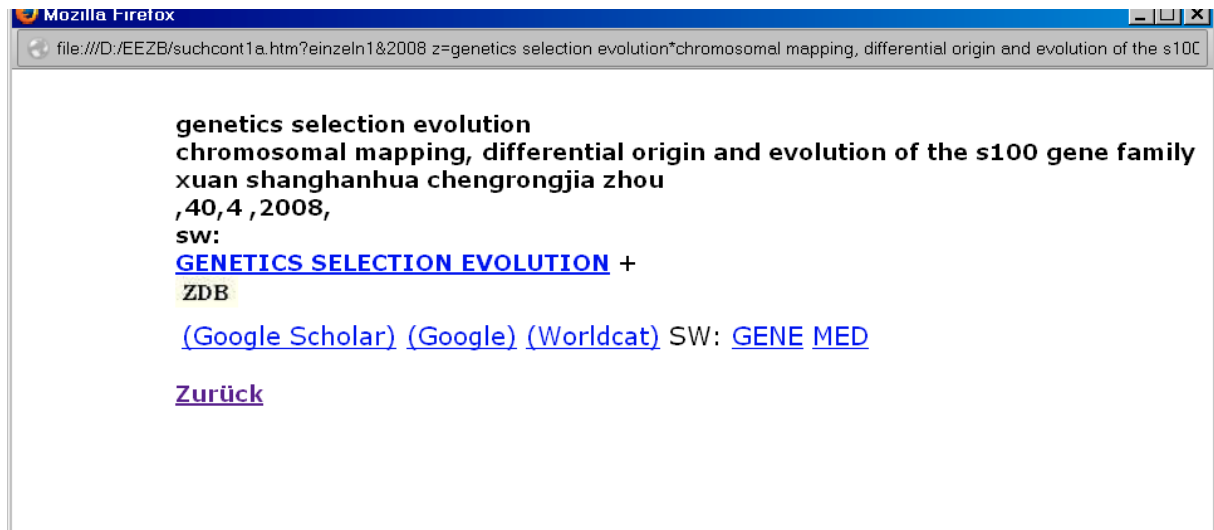 Mozilla Firefox
file:///D:/EEZB/suchcont1a.htm?einzeln1&2008 z=genetics selection evolution*chromosomal mapping, differential origin and evolution of the s100
genetics selection evolution
chromosomal mapping, differential origin and evolution of the s100 gene family
xuan shanghanhua chengrongjia zhou
,40,4 ,2008,
sw:
GENETICS SELECTION EVOLUTION +
ZDB
(Google Scholar) (Google) (Worldcat) SW: GENE MED
Zurück